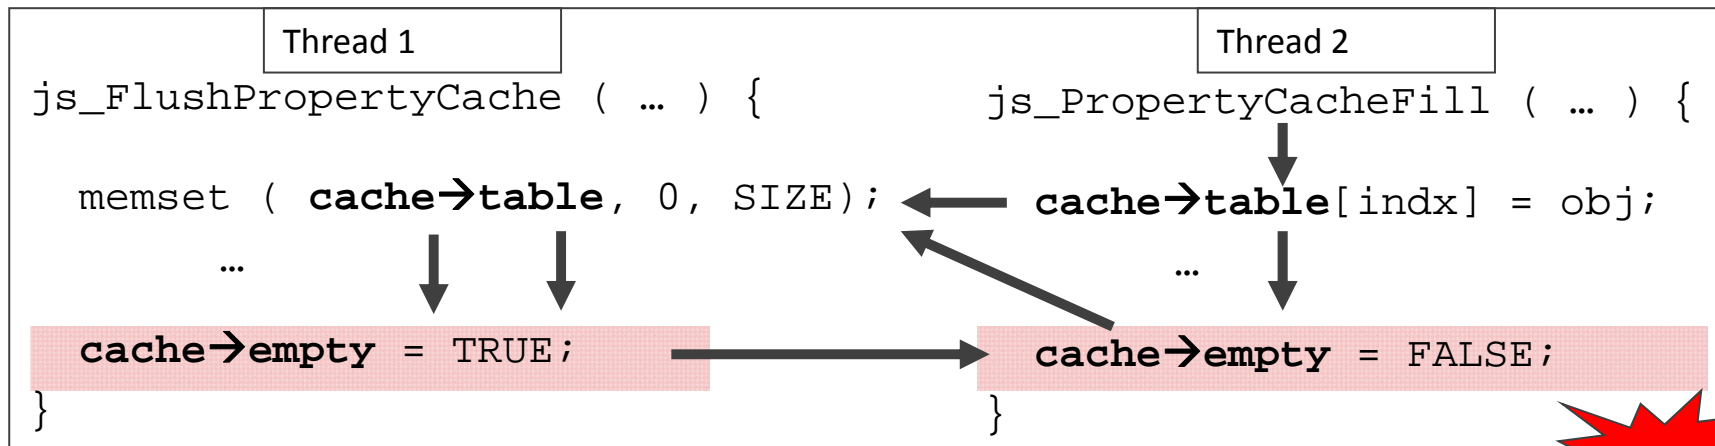 Thread 1
Thread 2
js_FlushPropertyCache ( … ) {
js_PropertyCacheFill ( … ) {
memset ( cache→table, 0, SIZE);
cache→table[indx] = obj;
…
…
cache→empty = TRUE;
cache→empty = FALSE;
}
}